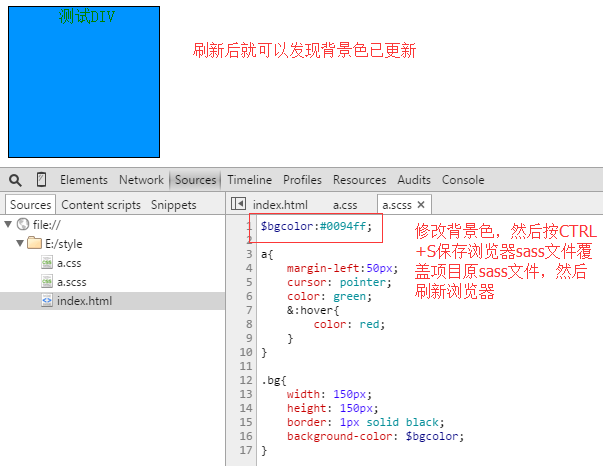 测试DIV
刷新后就可以发现背景色已更新
Elements Network Sources Timeline Profiles Resources Audits Console
Sources Content scripts Snippets
index.html a.css a.scss ×
file://
E:/style
a.css
a.scss
index.html
1 $bgcolor:#0094ff;
2
3 a{
4 margin-left:50px;
5 cursor: pointer;
6 color: green;
7 &:hover{
8 color: red;
9 }
10 }
11
12 .bg{
13 width: 150px;
14 height: 150px;
15 border: 1px solid black;
16 background-color: $bgcolor;
17 }
修改背景色，然后按CTRL
+S保存浏览器sass文件覆
盖项目原sass文件，然后
刷新浏览器